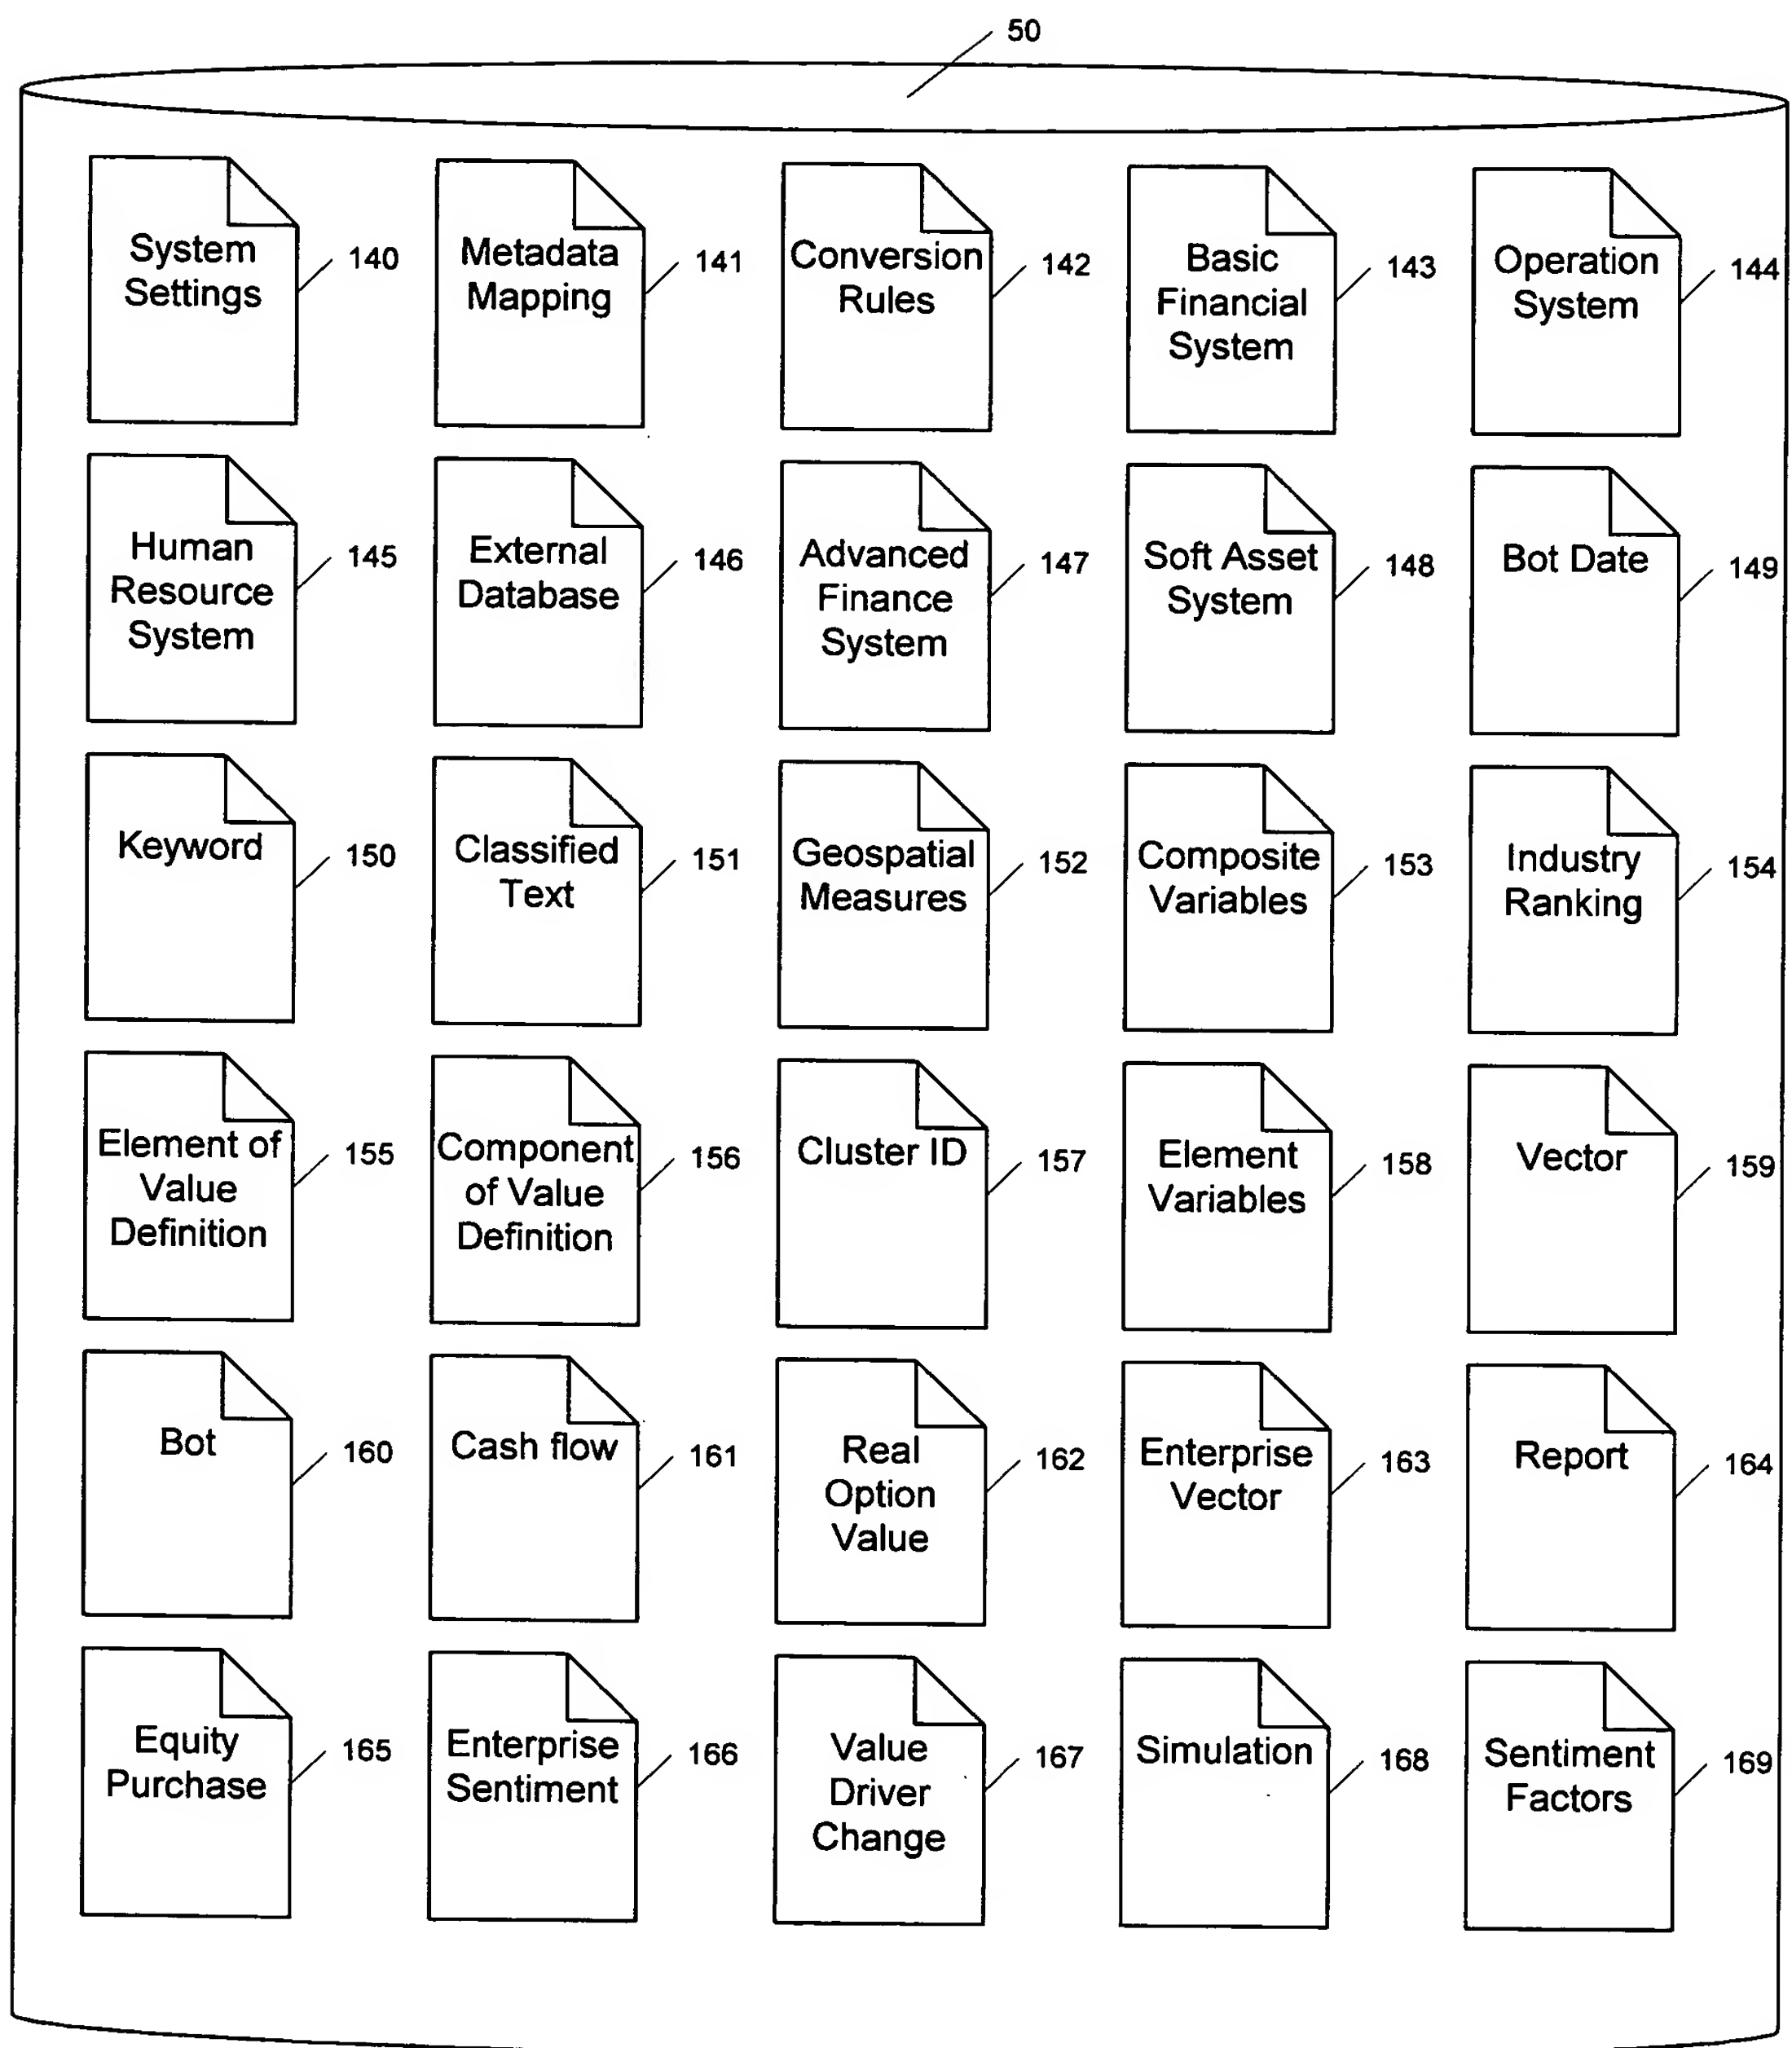 50
System
Settings
140
Metadata
Mapping
141
Conversion
Rules
142
Basic
Financial
System
143
Operation
System
144
Human
Resource
System
145
External
Database
146
Advanced
Finance
System
147
Soft Asset
System
148
Bot Date
149
Keyword
150
Classified
Text
151
Geospatial
Measures
152
Composite
Variables
153
Industry
Ranking
154
Element of
Value
Definition
155
Component
of Value
Definition
156
Cluster ID
157
Element
Variables
158
Vector
159
Bot
160
Cash flow
161
Real
Option
Value
162
Enterprise
Vector
163
Report
164
Equity
Purchase
165
Enterprise
Sentiment
166
Value
Driver
Change
167
Simulation
168
Sentiment
Factors
169